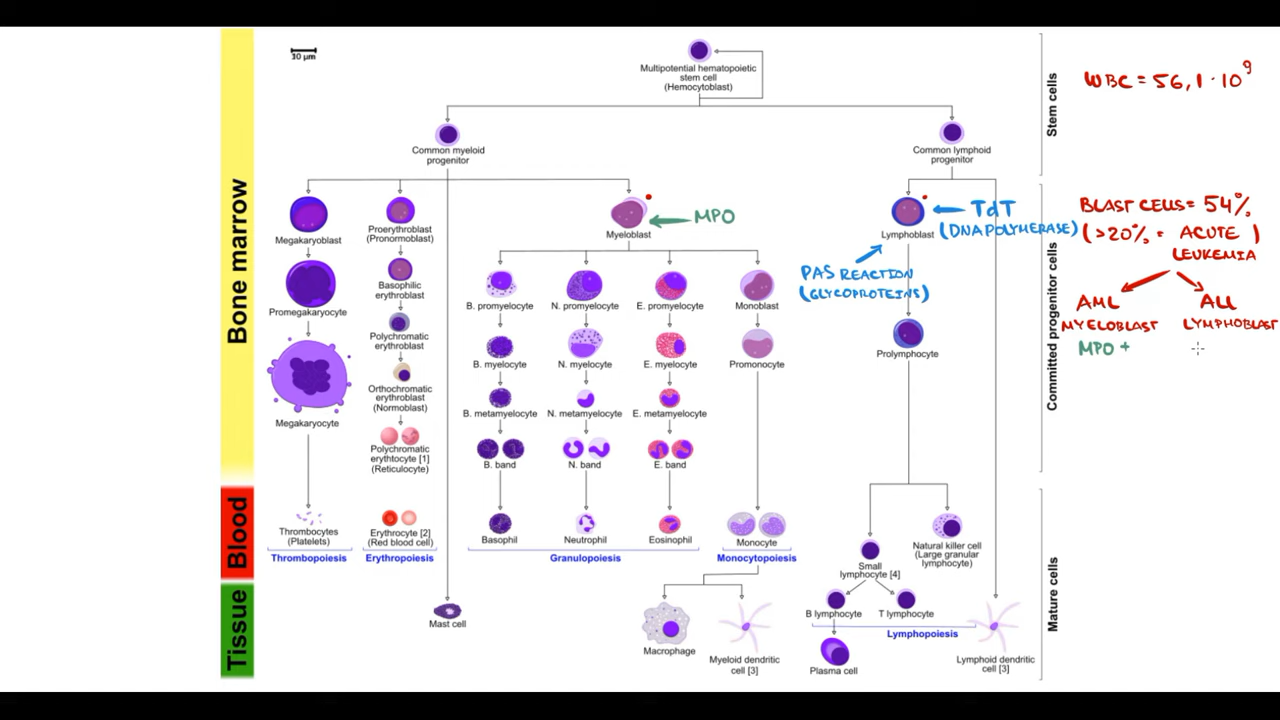 10 μm
Multipotential hematopoietic
stem cell
(Hemocytoblast)
WBC = 56,1 · 10⁹
Common myeloid
progenitor
Common lymphoid
progenitor
Stem cells
Bone marrow
Megakaryoblast
Proerythroblast
(Pronormoblast)
Myeloblast
MPO
Lymphoblast
TdT
(DNA POLYMERASE)
BLAST CELLS = 54%
(>20% = ACUTE
LEUKEMIA)
PAS REACTION
(GLYCOPROTEINS)
AML
MYELOBLAST
MPO +
ALL
LYMPHOBLAST
Promegakaryocyte
Basophilic
erythroblast
B. promyelocyte
N. promyelocyte
E. promyelocyte
Monoblast
Polychromatic
erythroblast
B. myelocyte
N. myelocyte
E. myelocyte
Promonocyte
Prolymphocyte
Committed progenitor cells
Megakaryocyte
Orthochromatic
erythroblast
(Normoblast)
B. metamyelocyte
N. metamyelocyte
E. metamyelocyte
Polychromatic
erythtocyte [1]
(Reticulocyte)
B. band
N. band
E. band
Blood
Thrombocytes
(Platelets)
Erythrocyte [2]
(Red blood cell)
Basophil
Neutrophil
Eosinophil
Monocyte
Small
lymphocyte [4]
Natural killer cell
(Large granular
lymphocyte)
Thrombopoiesis
Erythropoiesis
Granulopoiesis
Monocytopoiesis
Mature cells
Tissue
Mast cell
Macrophage
Myeloid dendritic
cell [3]
B lymphocyte
T lymphocyte
Lymphopoiesis
Plasma cell
Lymphoid dendritic
cell [3]